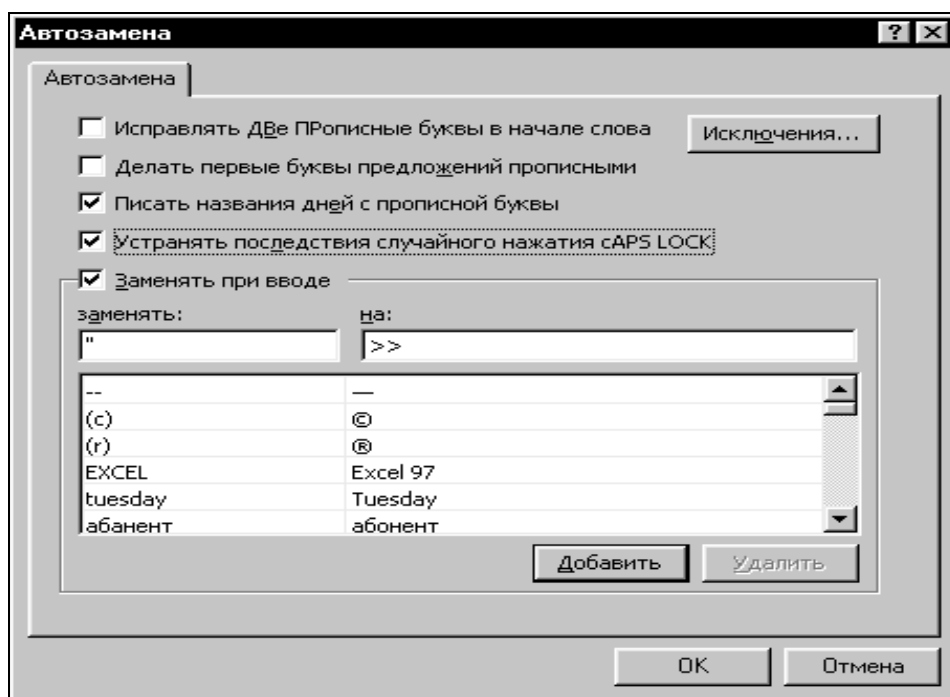 Автозамена
Автозамена
Исправлять ДВе ПРописные буквы в начале слова
Исключения...
Делать первые буквы предложений прописными
Писать названия дней с прописной буквы
Устранять последствия случайного нажатия cAPS LOCK
Заменять при вводе
заменять: на:
" >>
-- —
(c) ©
(r) ®
EXCEL Excel 97
tuesday Tuesday
абанент абонент
Добавить Удалить
OK Отмена